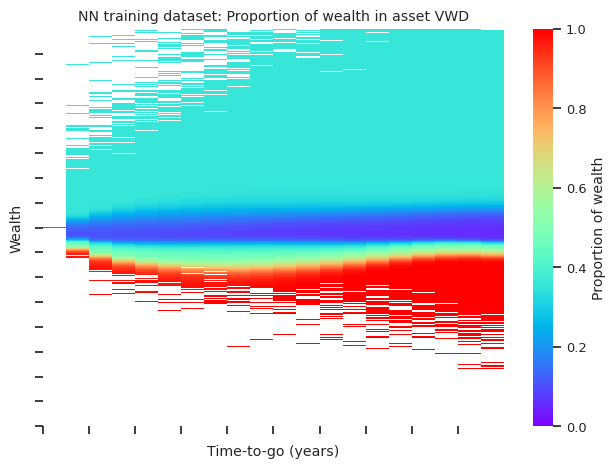 NN training dataset: Proportion of wealth in asset VWD
Wealth
Time-to-go (years)
1.0
0.8
0.6
0.4
0.2
0.0
Proportion of wealth